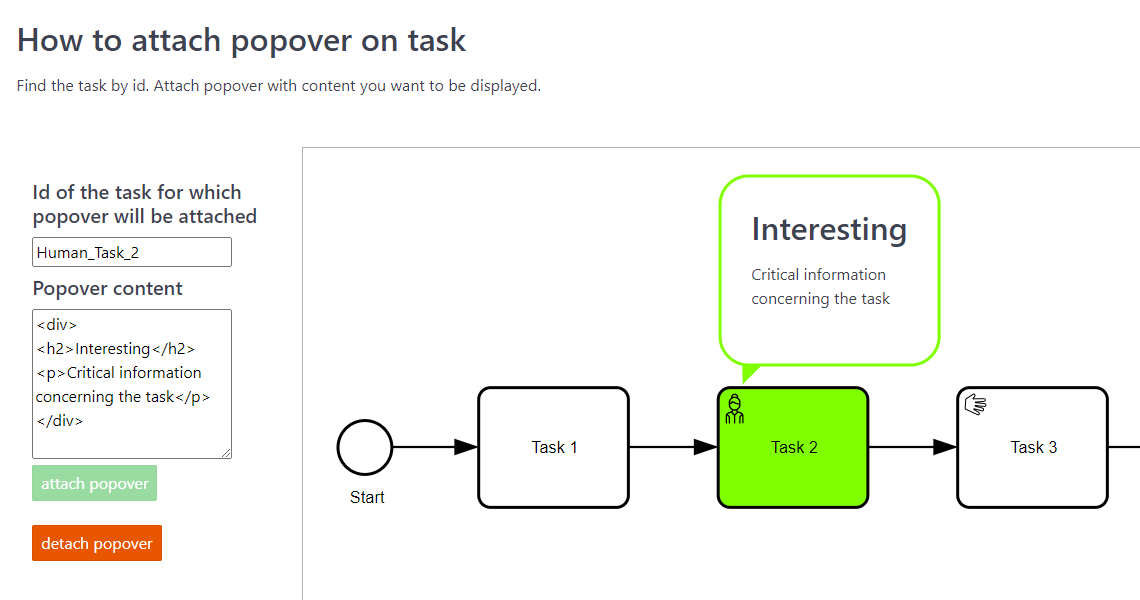 How to attach popover on task
Find the task by id. Attach popover with content you want to be displayed.
Id of the task for which
popover will be attached
Human_Task_2
Popover content
<div>
<h2>Interesting</h2>
<p>Critical information
concerning the task</p>
</div>
attach popover
detach popover
Interesting
Critical information
concerning the task
Start
Task 1
Task 2
Task 3